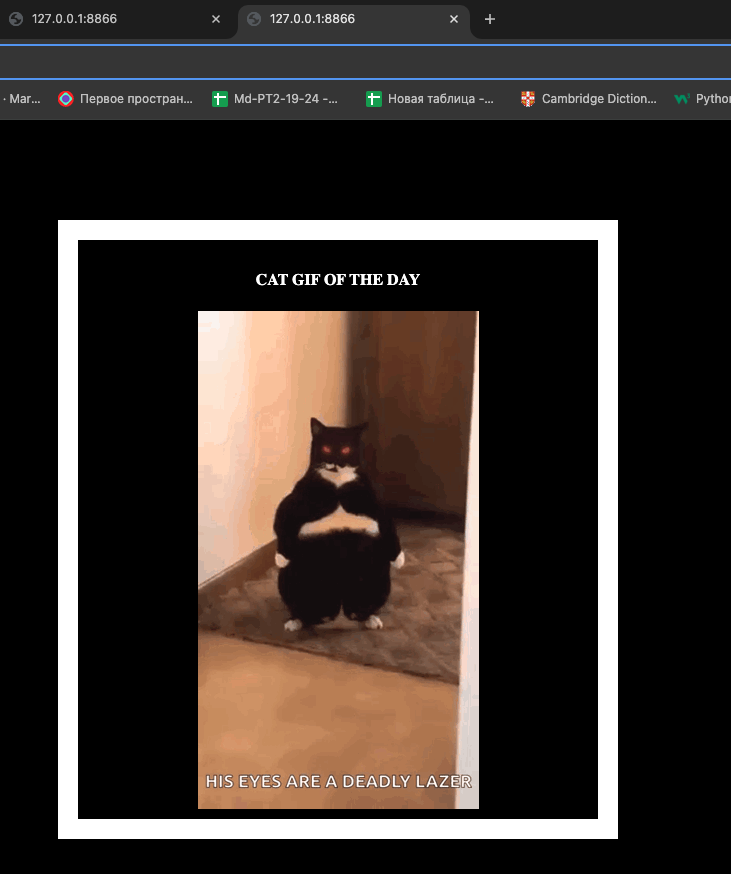 127.0.0.1:8866
127.0.0.1:8866
· Mar...
Первое простран...
Md-PT2-19-24 -...
Новая таблица -...
Cambridge Diction...
Python
CAT GIF OF THE DAY
HIS EYES ARE A DEADLY LAZER